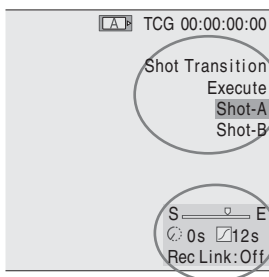 A TCG 00:00:00:00
Shot Transition
Execute
Shot-A
Shot-B
S E
0s 12s
Rec Link:Off